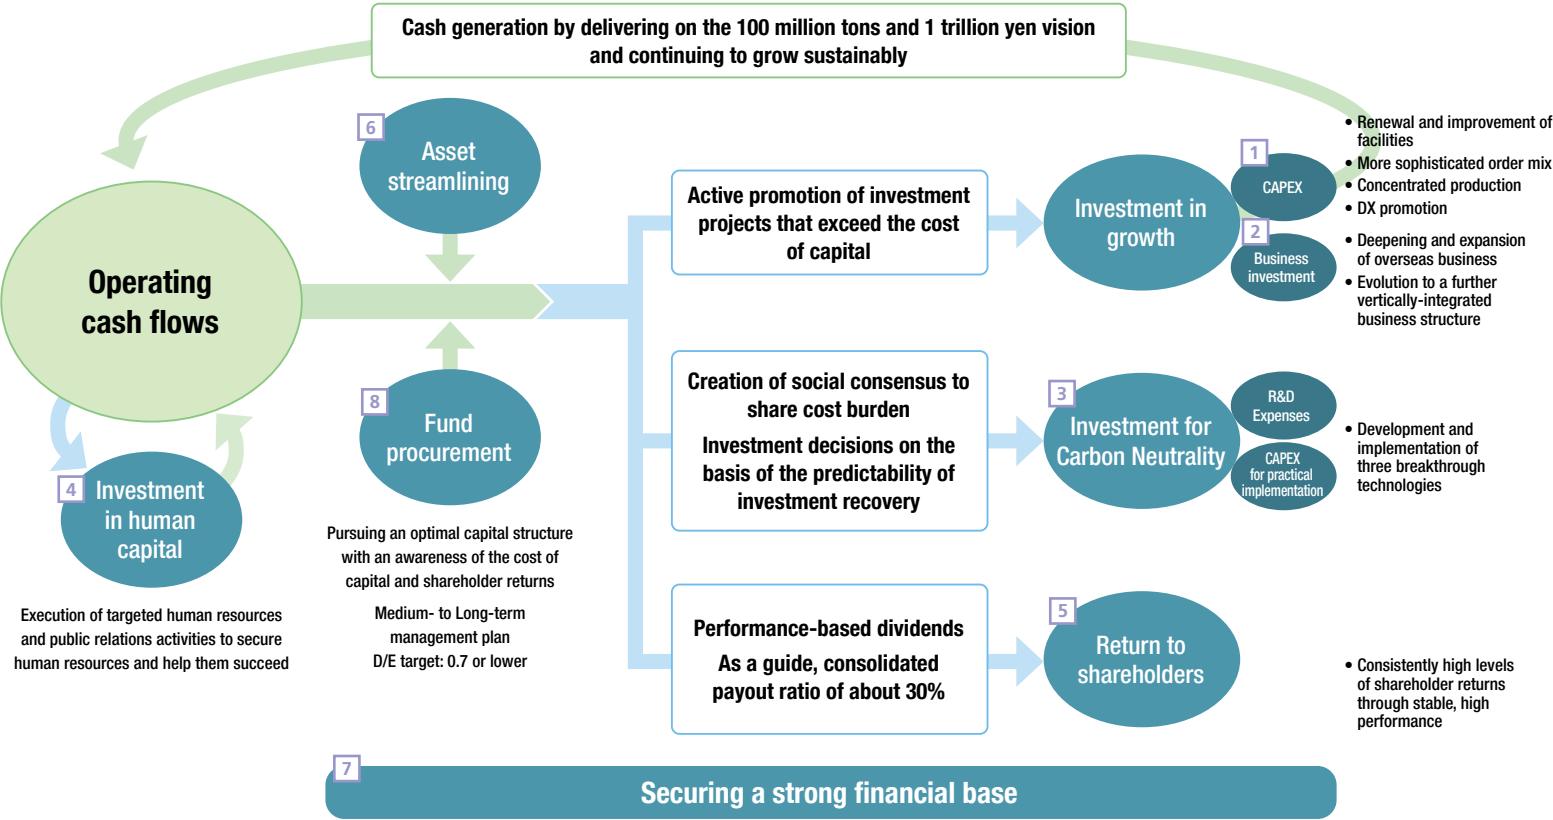 Cash generation by delivering on the 100 million tons and 1 trillion yen vision
and continuing to grow sustainably
Operating
cash flows
6
Asset
streamlining
8
Fund
procurement
Pursuing an optimal capital structure
with an awareness of the cost of
capital and shareholder returns
Medium- to Long-term
management plan
D/E target: 0.7 or lower
4
Investment
in human
capital
Execution of targeted human resources
and public relations activities to secure
human resources and help them succeed
Active promotion of investment
projects that exceed the cost
of capital
Investment in
growth
1
CAPEX
• Renewal and improvement of
facilities
• More sophisticated order mix
• Concentrated production
• DX promotion
2
Business
investment
• Deepening and expansion
of overseas business
• Evolution to a further
vertically-integrated
business structure
Creation of social consensus to
share cost burden
Investment decisions on the
basis of the predictability of
investment recovery
3
Investment for
Carbon Neutrality
R&D
Expenses
CAPEX
for practical
implementation
• Development and
implementation of
three breakthrough
technologies
Performance-based dividends
As a guide, consolidated
payout ratio of about 30%
5
Return to
shareholders
• Consistently high levels
of shareholder returns
through stable, high
performance
7
Securing a strong financial base